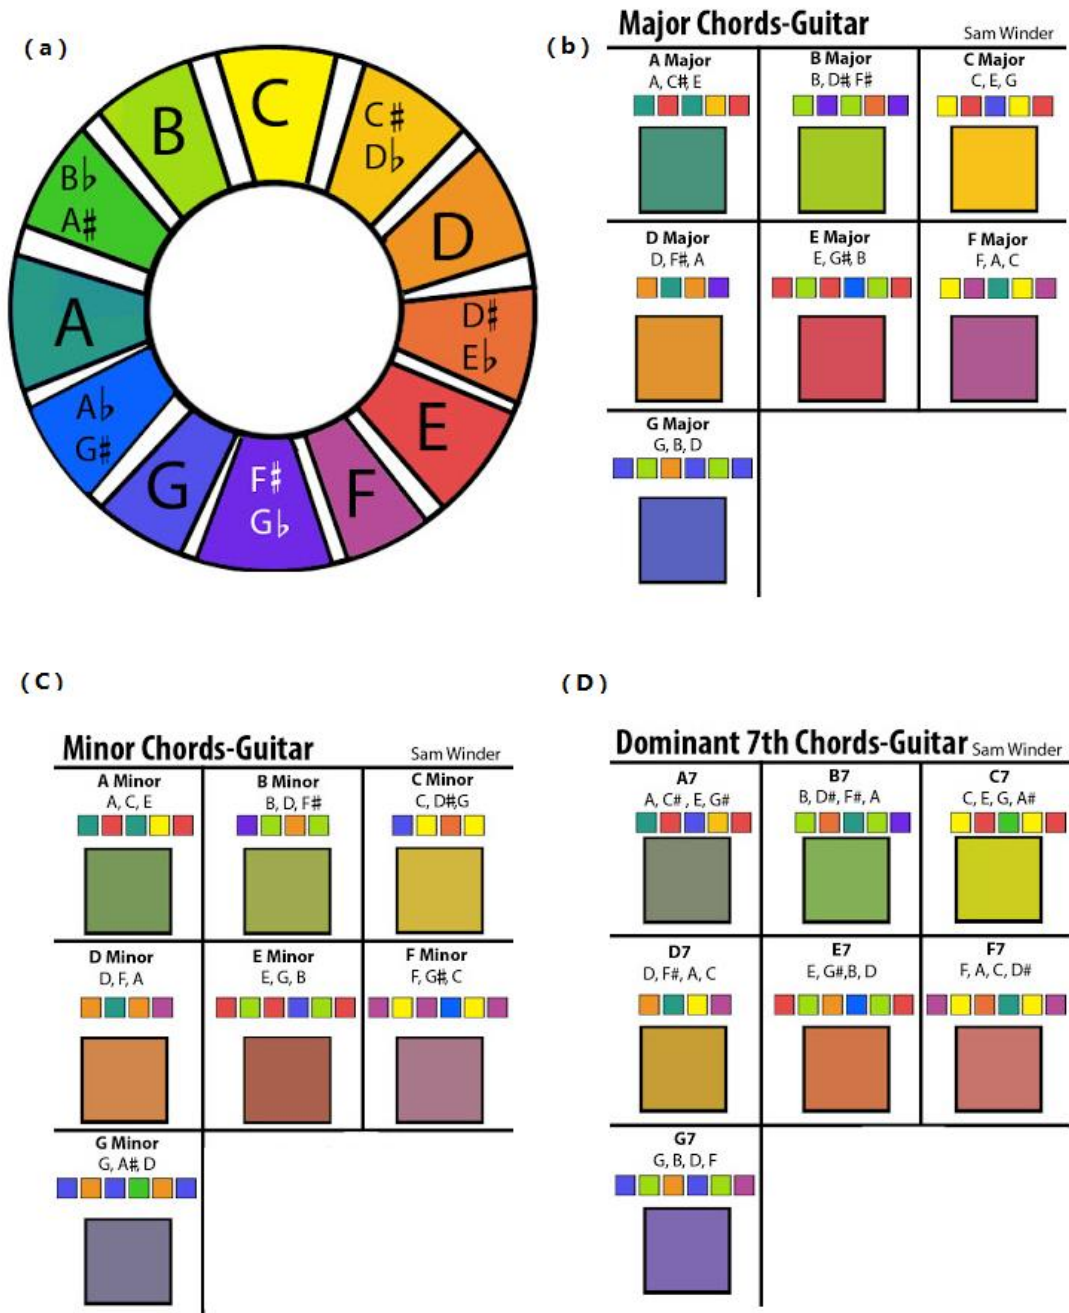 (a)
C
C♯
D♭
D
D♯
E♭
E
F
F♯
G♭
G
A♭
G♯
A
B♭
A♯
B
(b)
Major Chords-Guitar
Sam Winder
A Major
A, C#, E
B Major
B, D#, F#
C Major
C, E, G
D Major
D, F#, A
E Major
E, G#, B
F Major
F, A, C
G Major
G, B, D
(C)
Minor Chords-Guitar
Sam Winder
A Minor
A, C, E
B Minor
B, D, F#
C Minor
C, D#,G
D Minor
D, F, A
E Minor
E, G, B
F Minor
F, G#, C
G Minor
G, A#, D
(D)
Dominant 7th Chords-Guitar
Sam Winder
A7
A, C# , E, G#
B7
B, D#, F#, A
C7
C, E, G, A#
D7
D, F#, A, C
E7
E, G#,B, D
F7
F, A, C, D#
G7
G, B, D, F